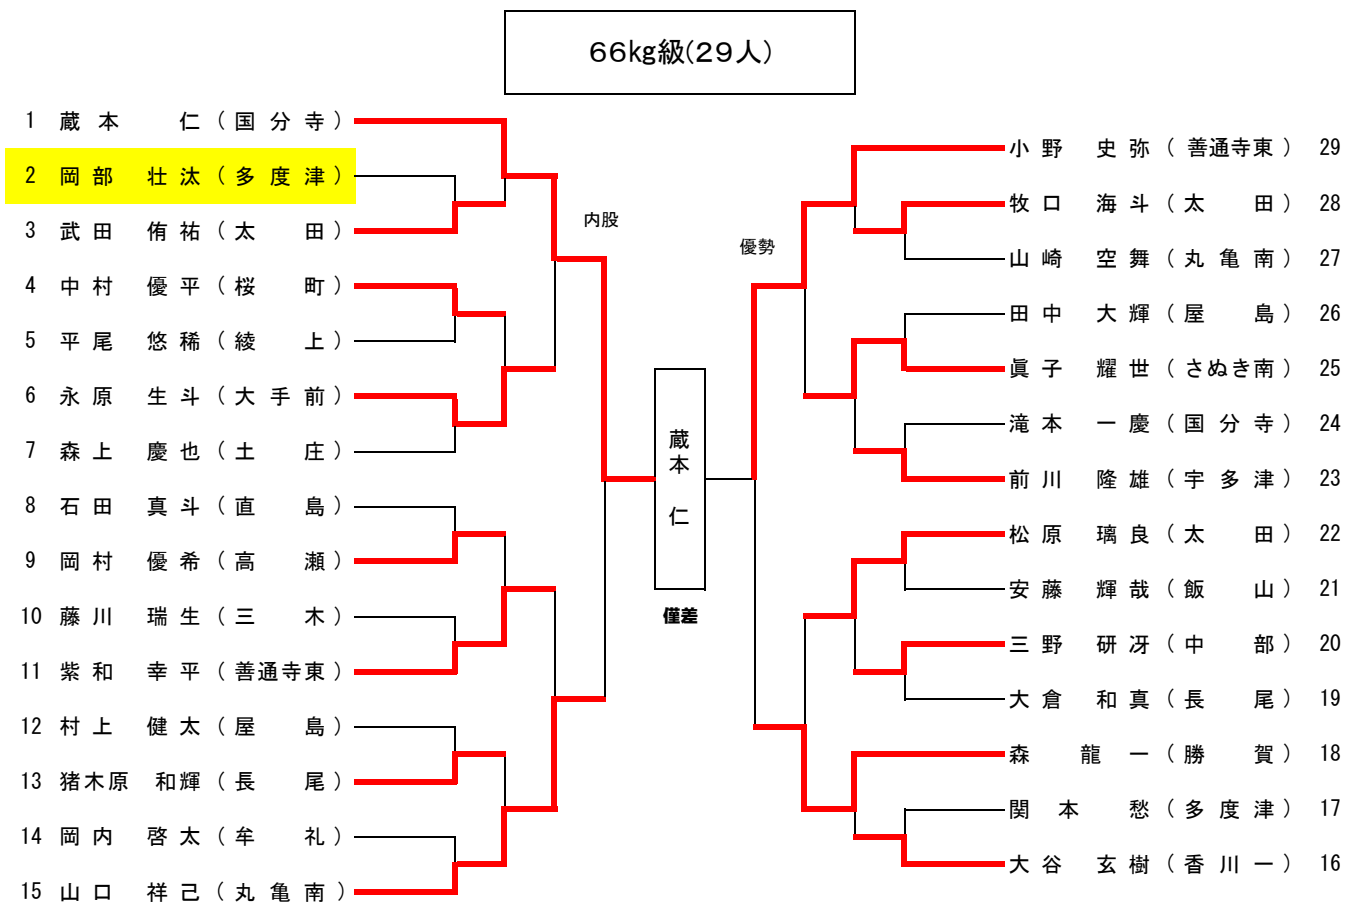 66kg級(29人)
1 蔵本 仁 (国分寺)
2 岡部 壮汰 (多度津)
3 武田 侑祐 (太田)
4 中村 優平 (桜町)
5 平尾 悠稀 (綾上)
6 永原 生斗 (大手前)
7 森上 慶也 (土庄)
8 石田 真斗 (直島)
9 岡村 優希 (高瀬)
10 藤川 瑞生 (三木)
11 紫和 幸平 (善通寺東)
12 村上 健太 (屋島)
13 猪木原 和輝 (長尾)
14 岡内 啓太 (牟礼)
15 山口 祥己 (丸亀南)
内股
蔵本 仁
僅差
優勢
小野 史弥 (善通寺東) 29
牧口 海斗 (太田) 28
山崎 空舞 (丸亀南) 27
田中 大輝 (屋島) 26
眞子 耀世 (さぬき南) 25
滝本 一慶 (国分寺) 24
前川 隆雄 (宇多津) 23
松原 璃良 (太田) 22
安藤 輝哉 (飯山) 21
三野 研冴 (中部) 20
大倉 和真 (長尾) 19
森 龍一 (勝賀) 18
関本 愁 (多度津) 17
大谷 玄樹 (香川一) 16